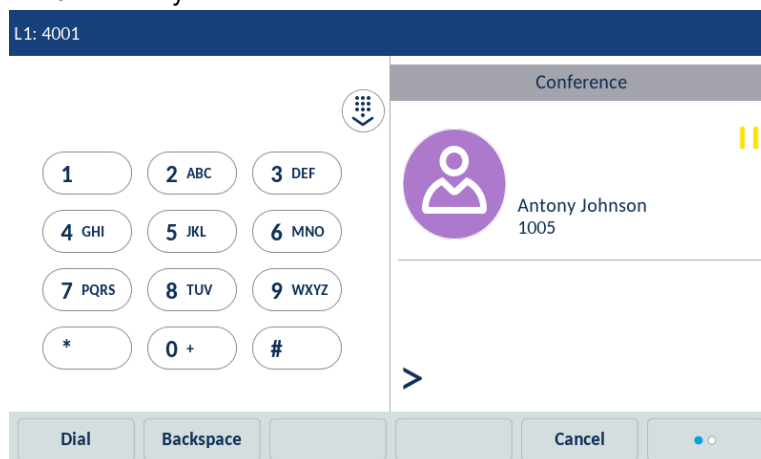 L1: 4001
Conference
1
2 ABC
3 DEF
Antony Johnson
1005
4 GHI
5 JKL
6 MNO
7 PQRS
8 TUV
9 WXYZ
*
0 +
#
>
Dial
Backspace
Cancel